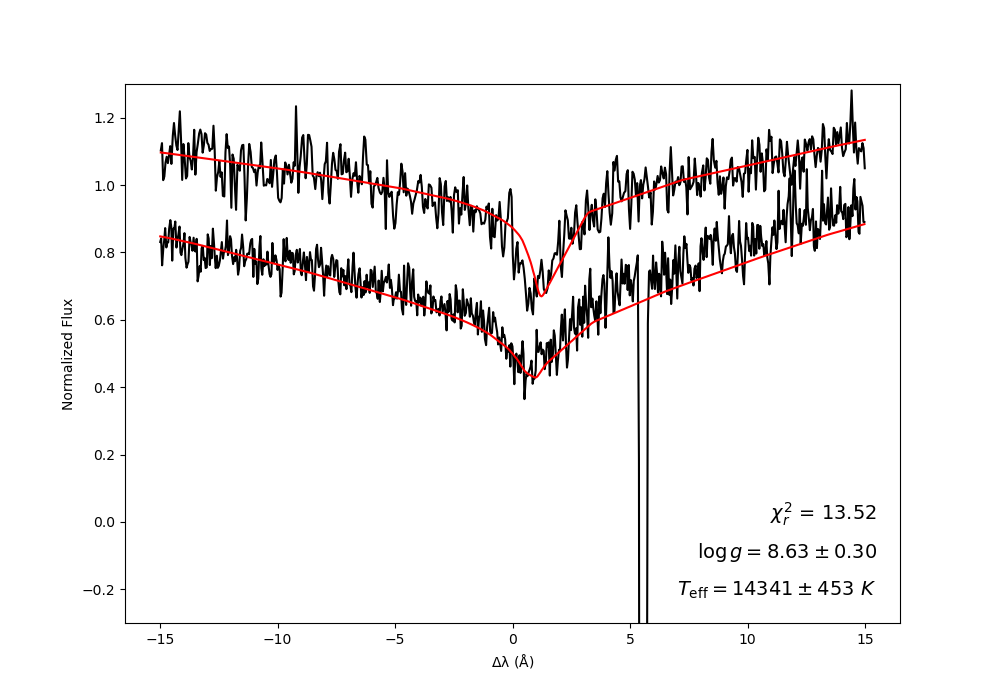 1.2
1.0
0.8
0.6
0.4
0.2
0.0
−0.2
Normalized Flux
χ²ᵣ = 13.52
log g = 8.63 ± 0.30
T_eff = 14341 ± 453 K
−15 −10 −5 0 5 10 15
Δλ (Å)